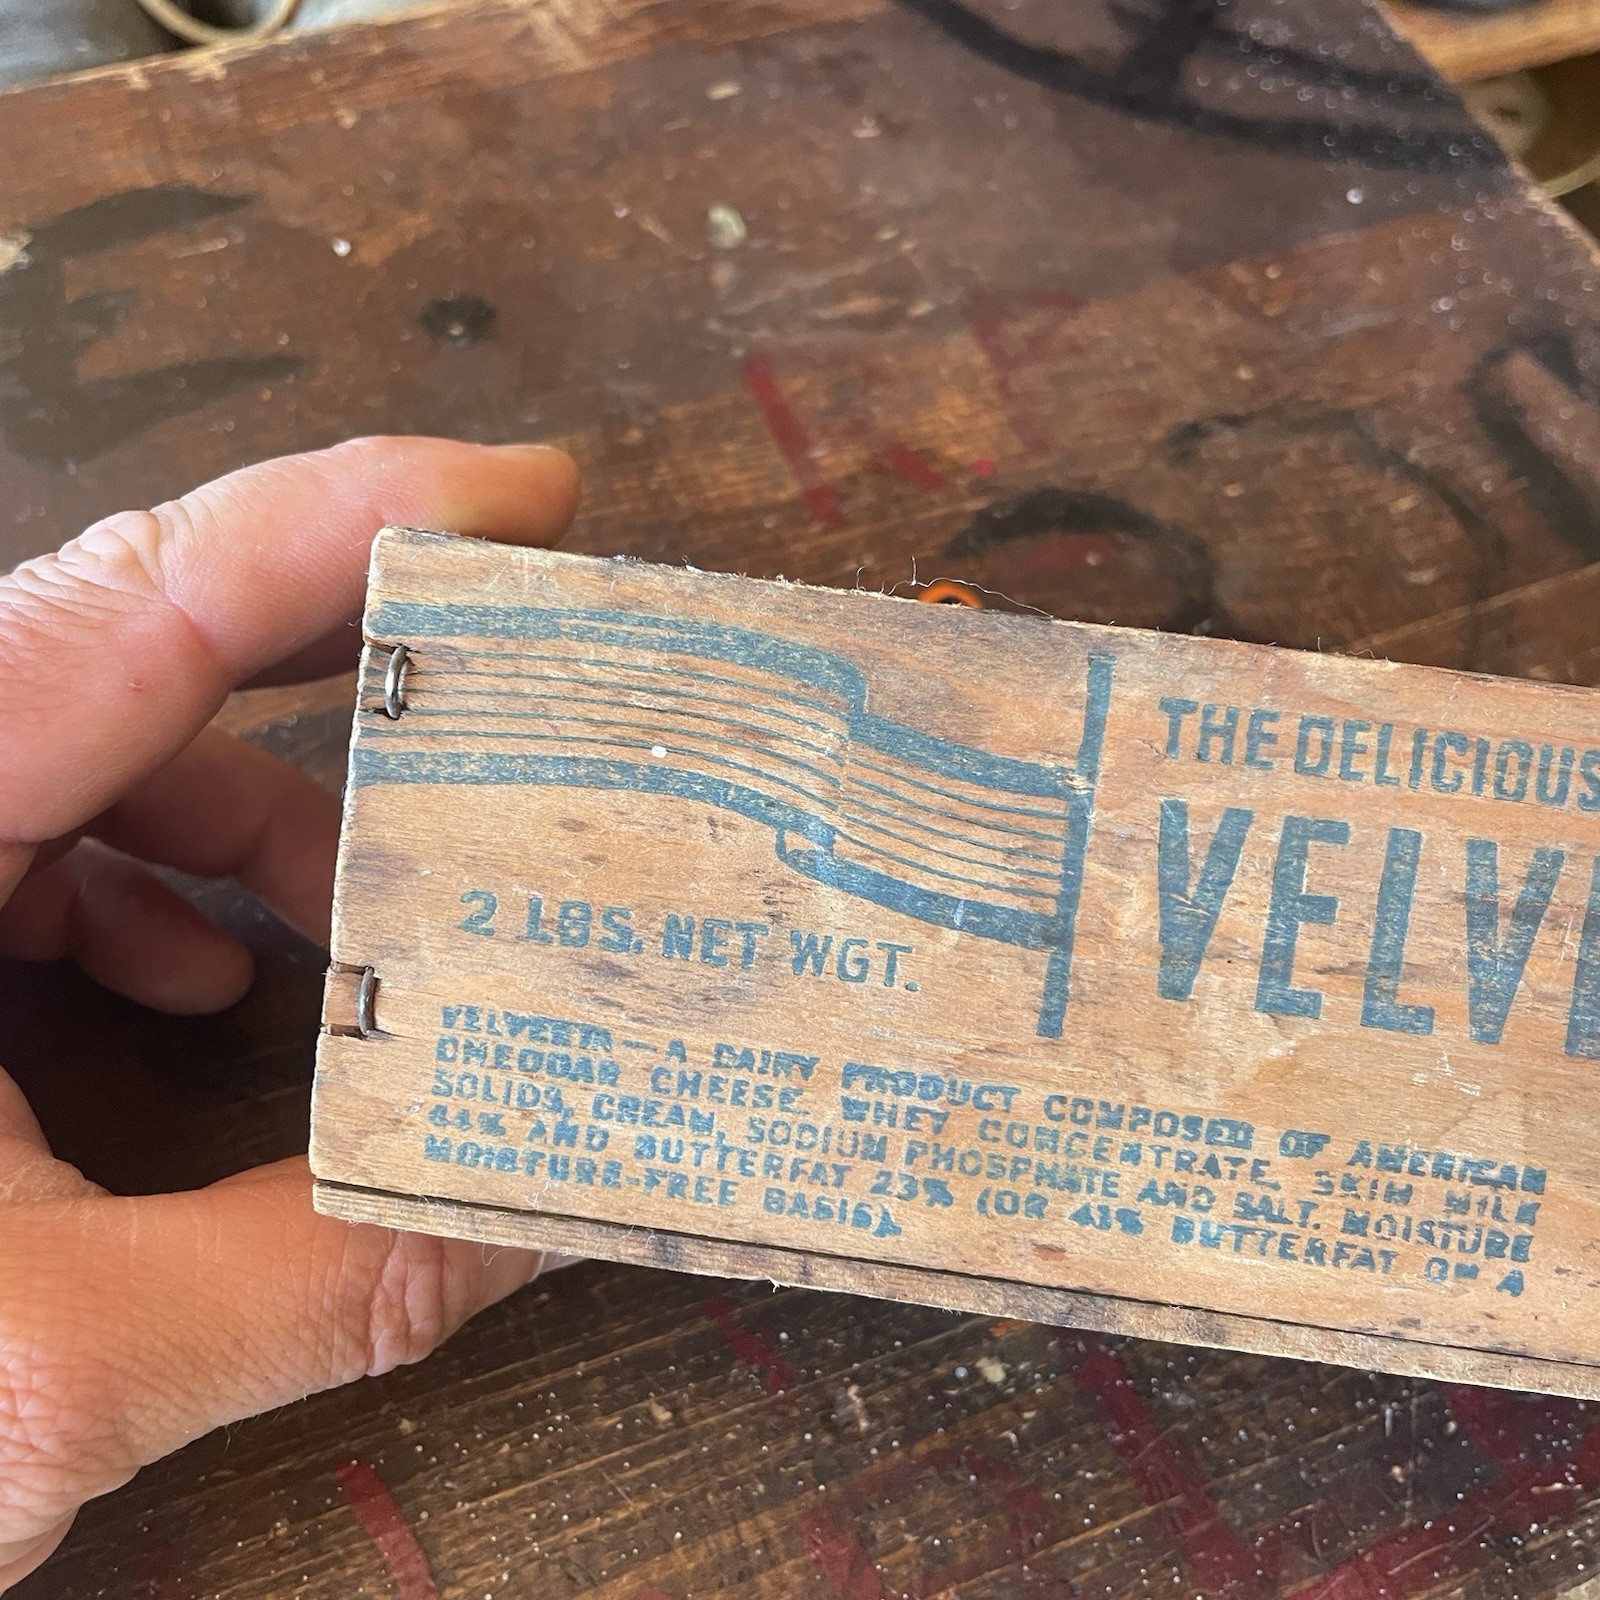 THE DELICIOUS
VELV
2 LBS. NET WGT.
VELVEETA—A DAIRY PRODUCT COMPOSED OF AMERICAN
CHEDDAR CHEESE. WHEY CONCENTRATE. SKIM MILK
SOLIDS, CREAM, SODIUM PHOSPHATE AND SALT. MOISTURE
44% AND BUTTERFAT 23% (OR 41% BUTTERFAT ON A
MOISTURE-FREE BASIS).